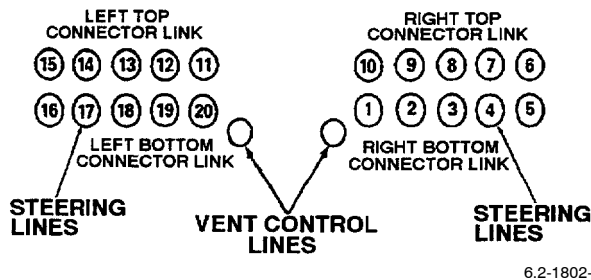 LEFT TOP
CONNECTOR LINK
RIGHT TOP
CONNECTOR LINK
15 14 13 12 11
10 9 8 7 6
16 17 18 19 20
1 2 3 4 5
LEFT BOTTOM
CONNECTOR LINK
RIGHT BOTTOM
CONNECTOR LINK
STEERING
LINES
VENT CONTROL
LINES
STEERING
LINES
6.2-1802-